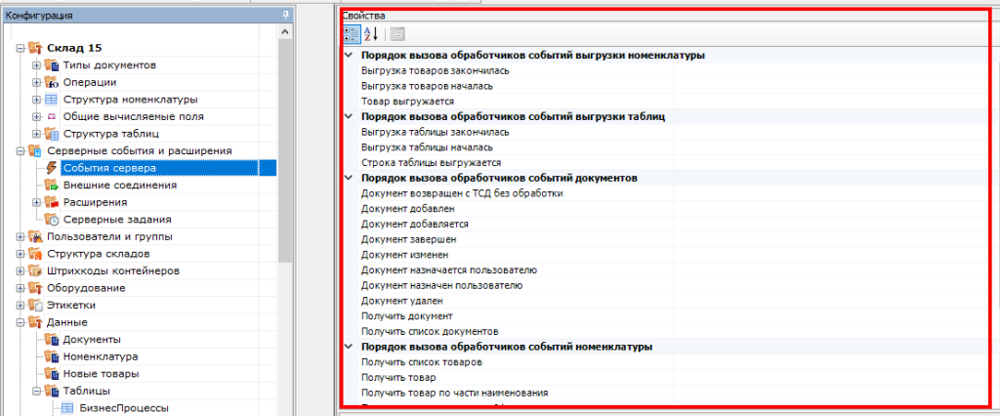 Конфигурация
Склад 15
Типы документов
Операции
Структура номенклатуры
Общие вычисляемые поля
Структура таблиц
Серверные события и расширения
События сервера
Внешние соединения
Расширения
Серверные задания
Пользователи и группы
Структура складов
Штрихкоды контейнеров
Оборудование
Этикетки
Данные
Документы
Номенклатура
Новые товары
Таблицы
БизнесПроцессы
Свойства
Порядок вызова обработчиков событий выгрузки номенклатуры
Выгрузка товаров закончилась
Выгрузка товаров началась
Товар выгружается
Порядок вызова обработчиков событий выгрузки таблиц
Выгрузка таблицы закончилась
Выгрузка таблицы началась
Строка таблицы выгружается
Порядок вызова обработчиков событий документов
Документ возвращен с ТСД без обработки
Документ добавлен
Документ добавляется
Документ завершен
Документ изменен
Документ назначается пользователю
Документ назначен пользователю
Документ удален
Получить документ
Получить список документов
Порядок вызова обработчиков событий номенклатуры
Получить список товаров
Получить товар
Получить товар по части наименования